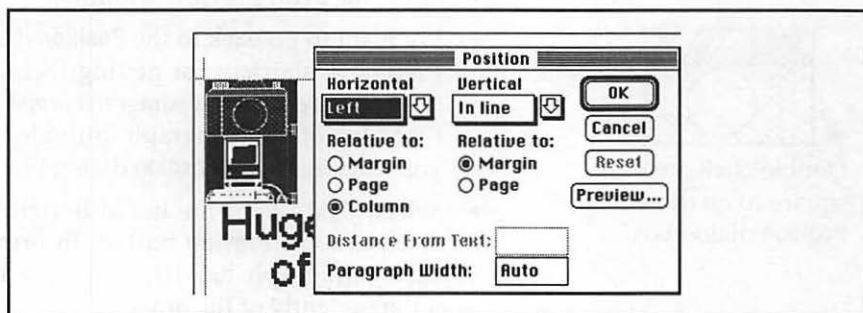 Position
Horizontal
Vertical
Left
In line
OK
Cancel
Reset
Preview...
Relative to:
Relative to:
Margin
Margin
Page
Page
Column
Distance From Text:
Paragraph Width:
Auto
Huge
of